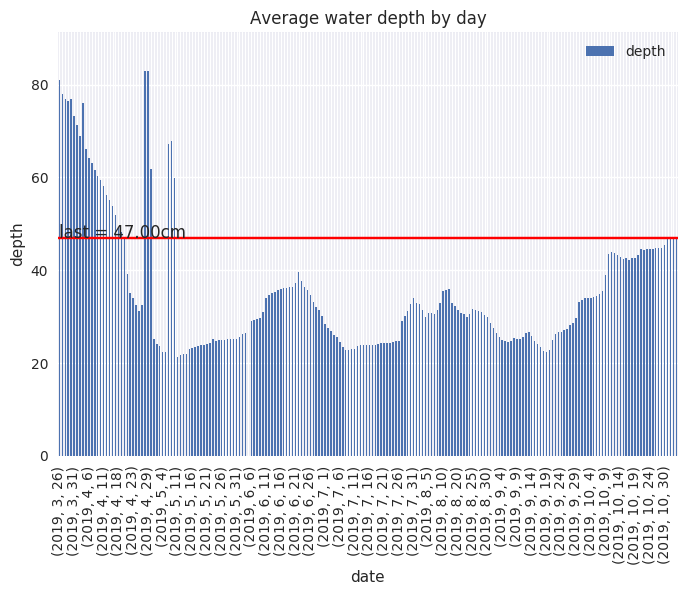 Average water depth by day
depth
80
60
40
20
0
depth
last = 47.00cm
(2019, 3, 26)
(2019, 3, 31)
(2019, 4, 6)
(2019, 4, 11)
(2019, 4, 18)
(2019, 4, 23)
(2019, 4, 29)
(2019, 5, 4)
(2019, 5, 11)
(2019, 5, 16)
(2019, 5, 21)
(2019, 5, 26)
(2019, 5, 31)
(2019, 6, 6)
(2019, 6, 11)
(2019, 6, 16)
(2019, 6, 21)
(2019, 6, 26)
(2019, 7, 1)
(2019, 7, 6)
(2019, 7, 11)
(2019, 7, 16)
(2019, 7, 21)
(2019, 7, 26)
(2019, 7, 31)
(2019, 8, 5)
(2019, 8, 10)
(2019, 8, 20)
(2019, 8, 25)
(2019, 8, 30)
(2019, 9, 4)
(2019, 9, 9)
(2019, 9, 14)
(2019, 9, 19)
(2019, 9, 24)
(2019, 9, 29)
(2019, 10, 4)
(2019, 10, 9)
(2019, 10, 14)
(2019, 10, 19)
(2019, 10, 24)
(2019, 10, 30)
date